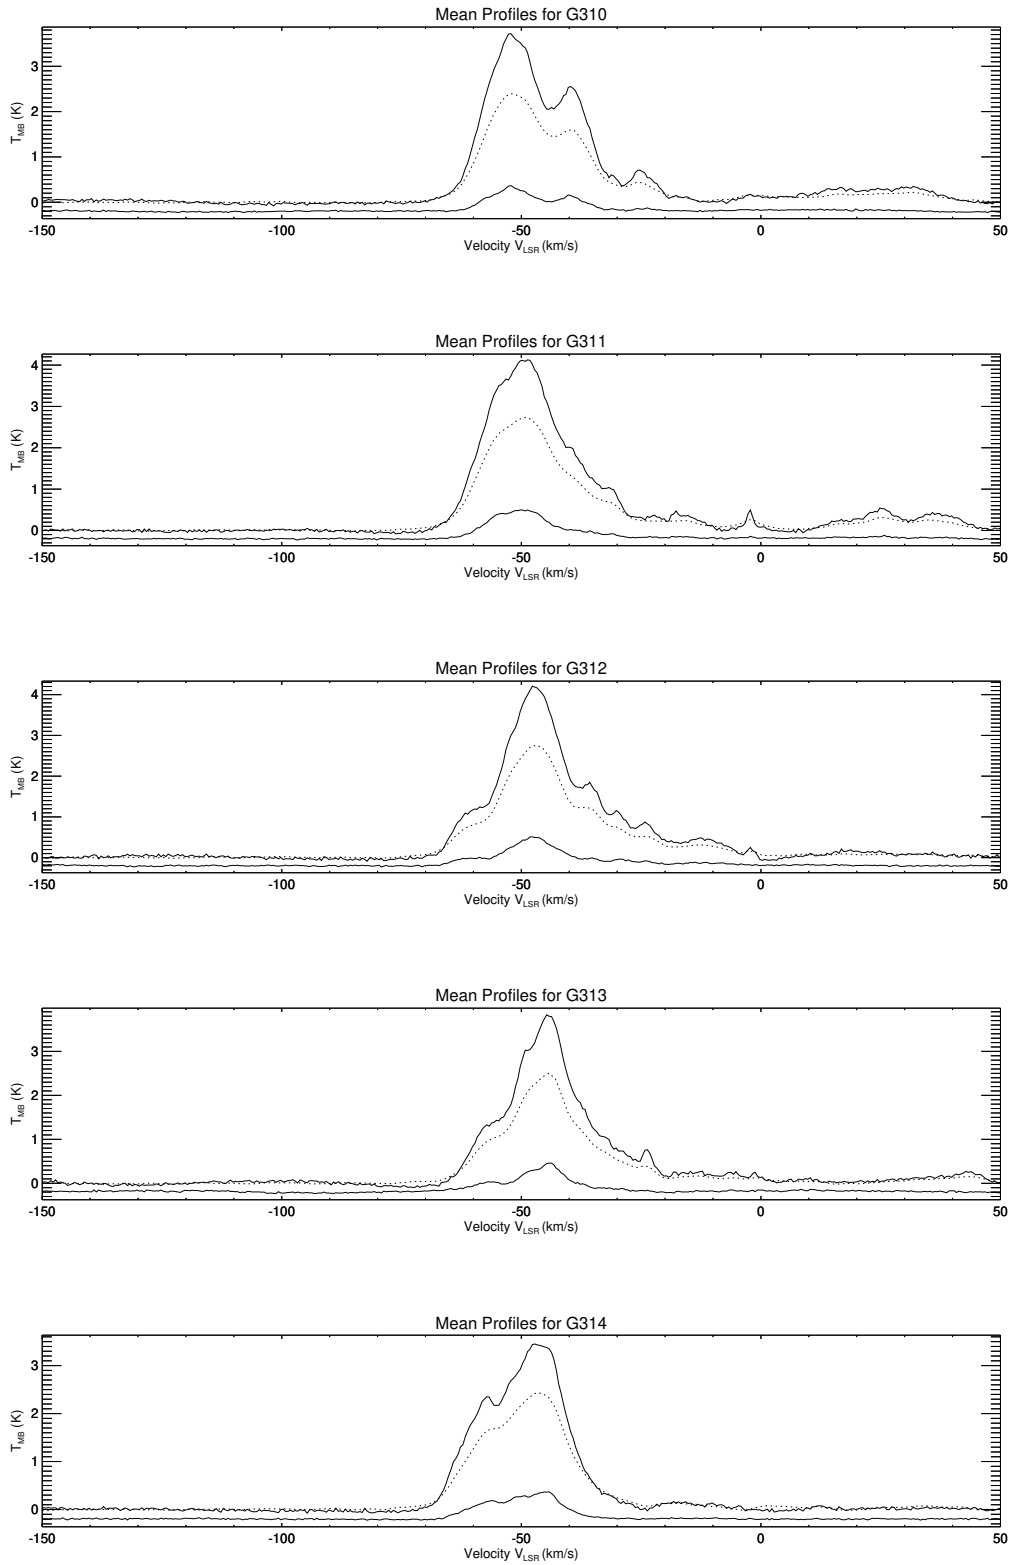 Mean Profiles for G310
T_MB (K)
3
2
1
0
-150 -100 -50 0 50
Velocity V_LSR (km/s)
Mean Profiles for G311
T_MB (K)
4
3
2
1
0
-150 -100 -50 0 50
Velocity V_LSR (km/s)
Mean Profiles for G312
T_MB (K)
4
3
2
1
0
-150 -100 -50 0 50
Velocity V_LSR (km/s)
Mean Profiles for G313
T_MB (K)
3
2
1
0
-150 -100 -50 0 50
Velocity V_LSR (km/s)
Mean Profiles for G314
T_MB (K)
3
2
1
0
-150 -100 -50 0 50
Velocity V_LSR (km/s)